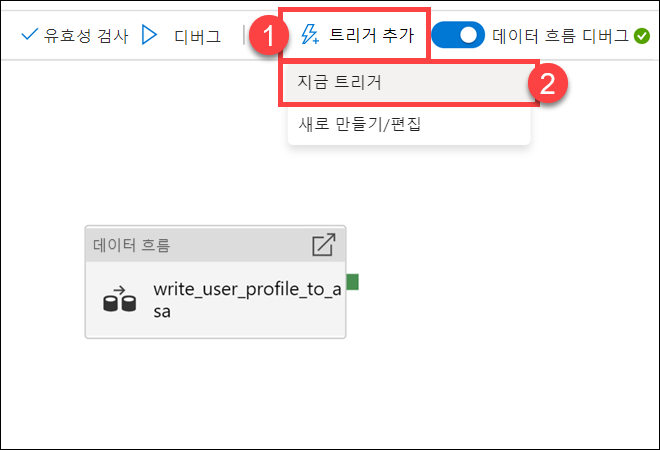 유효성 검사 디버그 1 트리거 추가 데이터 흐름 디버그
지금 트리거 2
새로 만들기/편집
데이터 흐름
write_user_profile_to_a
sa